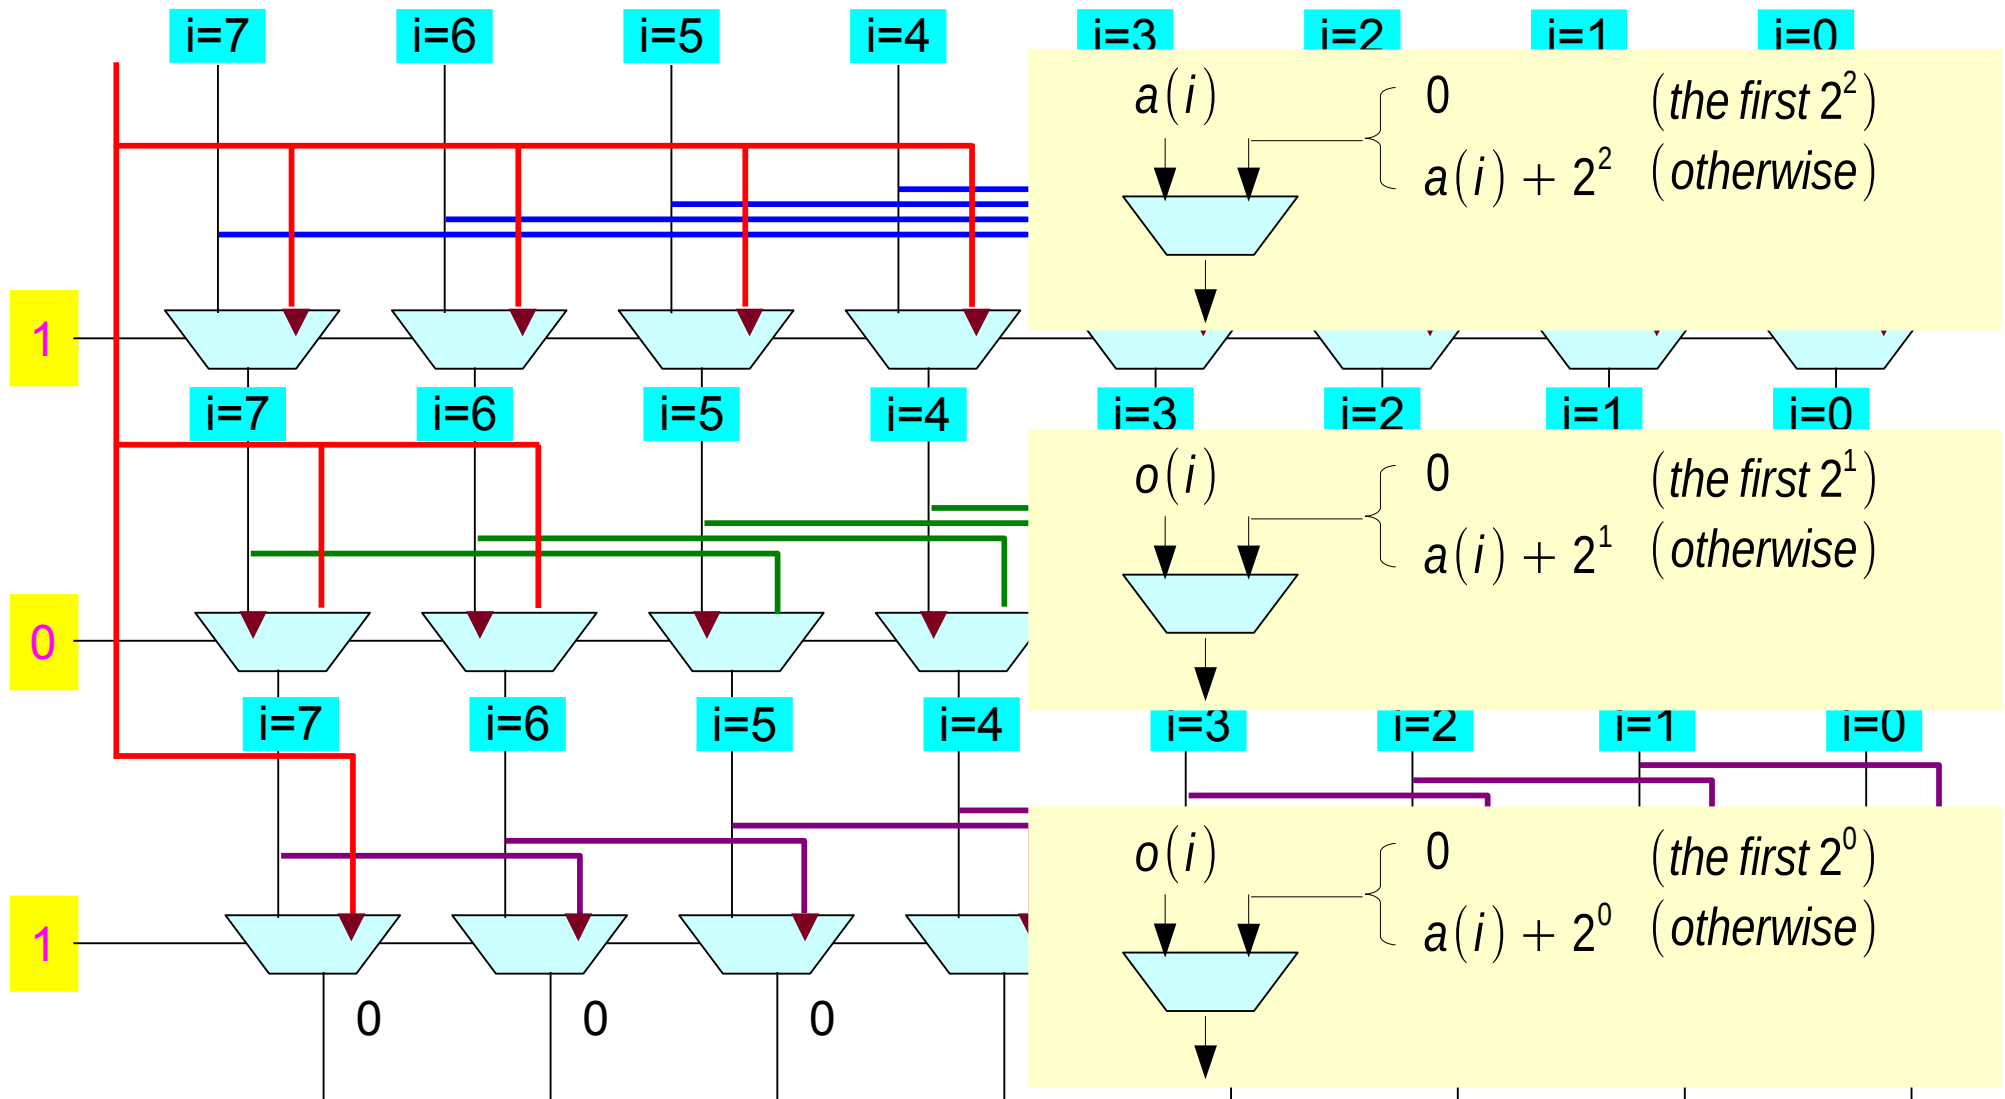 i=7 i=6 i=5 i=4 i=3 i=2 i=1 i=0
a(i) 0 (the first 2²)
a(i) + 2² (otherwise)
1
i=7 i=6 i=5 i=4 i=3 i=2 i=1 i=0
o(i) 0 (the first 2¹)
a(i) + 2¹ (otherwise)
0
i=7 i=6 i=5 i=4 i=3 i=2 i=1 i=0
o(i) 0 (the first 2⁰)
a(i) + 2⁰ (otherwise)
1
0 0 0